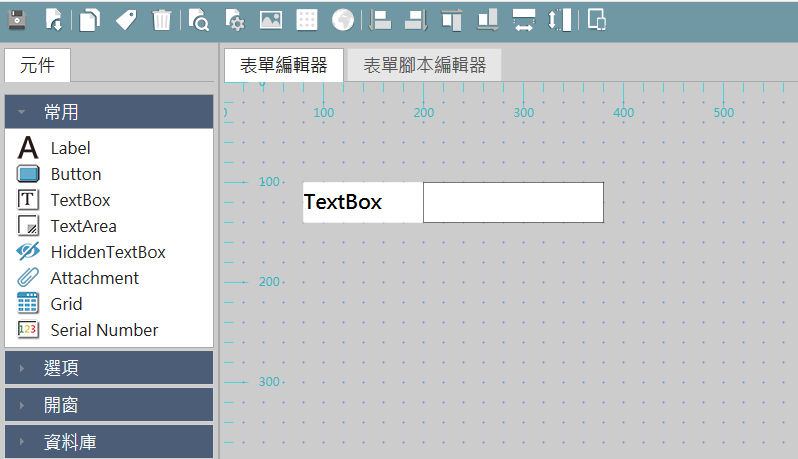 元件
表單編輯器
表單腳本編輯器
常用
Label
Button
TextBox
TextArea
HiddenTextBox
Attachment
Grid
123
Serial Number
選項
開窗
資料庫
0
0
100
200
300
400
500
100
200
300
TextBox